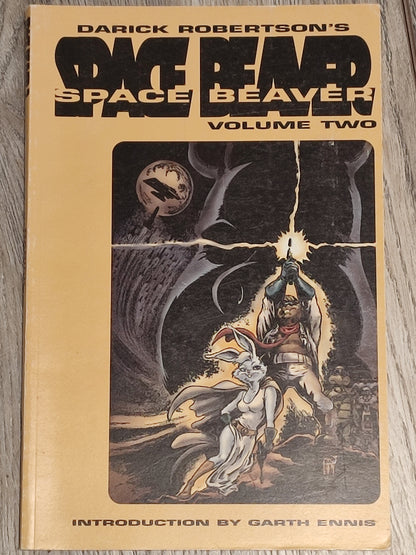 DARICK ROBERTSON'S
SPACE BEAVER
SPACE BEAVER
VOLUME TWO
INTRODUCTION BY GARTH ENNIS